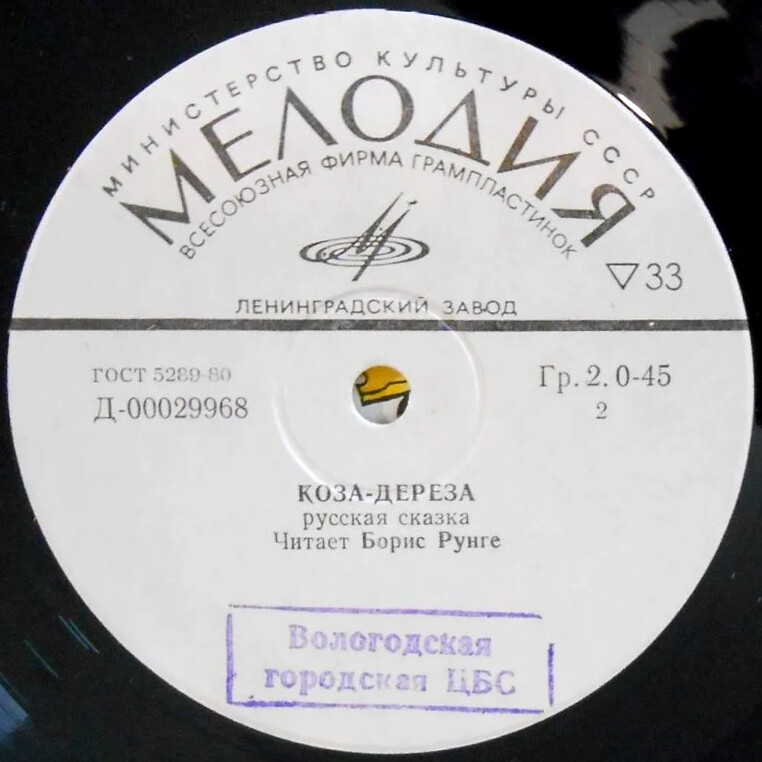 МИНИСТЕРСТВО КУЛЬТУРЫ СССР
МЕЛОДИЯ
ВСЕСОЮЗНАЯ ФИРМА ГРАМПЛАСТИНОК
▽33
ЛЕНИНГРАДСКИЙ ЗАВОД
ГОСТ 5289-80
Д-00029968
Гр. 2. 0-45
2
КОЗА-ДЕРЕЗА
русская сказка
Читает Борис Рунге
Вологодская
городская ЦБС